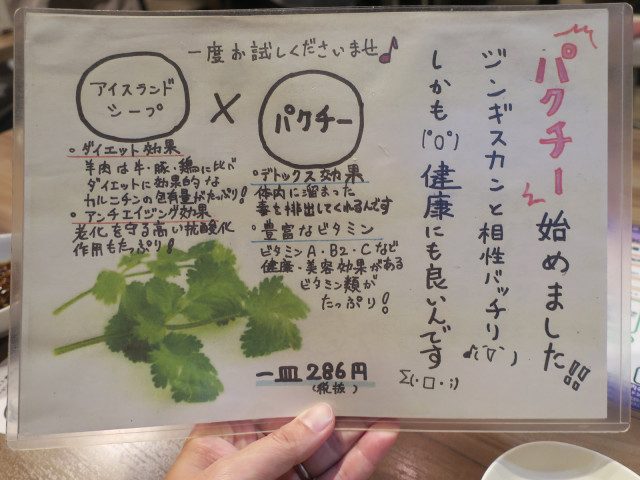 パクチー始めました!!
ジンギスカンと相性バッチリ♪(ˊᗜˋ)
しかも(ﾟ0ﾟ)健康にも良いんです
Σ(・ロ・;)
一度お試しくださいませ♪
アイスランド
シープ
×
パクチー
・ダイエット効果
羊肉は牛・豚・鶏に比べ
ダイエットに効果的な
カルニチンの包有量がたっぷり!
・アンチエイジング効果
老化を守る高い抗酸化
作用もたっぷり!
・デトックス効果
体内に溜まった
毒を排出してくれるんです
・豊富なビタミン
ビタミンA・B2・Cなど
健康・美容効果がある
ビタミン類が
たっぷり!
一皿286円
(税抜)